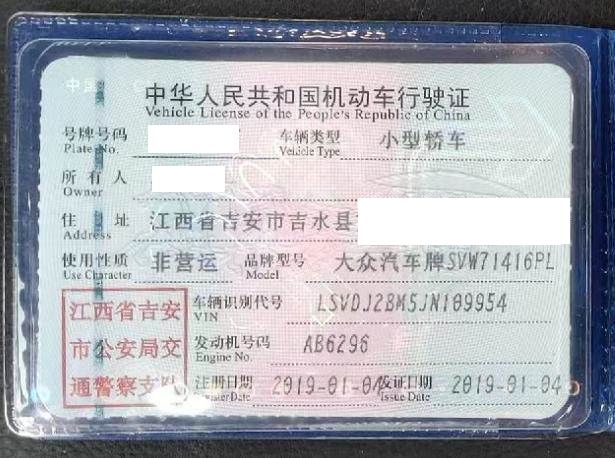 中华人民共和国机动车行驶证
Vehicle License of the People's Republic of China
号牌号码 车辆类型 小型轿车
Plate No. Vehicle Type
所有人
Owner
住址 江西省吉安市吉水县
Address
使用性质 非营运 品牌型号 大众汽车牌SVW71416PL
Use Character Model
江西省吉安 车辆识别代号 LSVDJ2BM5JN109954
VIN
市公安局交 发动机号码 AB6296
Engine No.
通警察支队 注册日期 2019-01-04 发证日期 2019-01-04
Issue Date